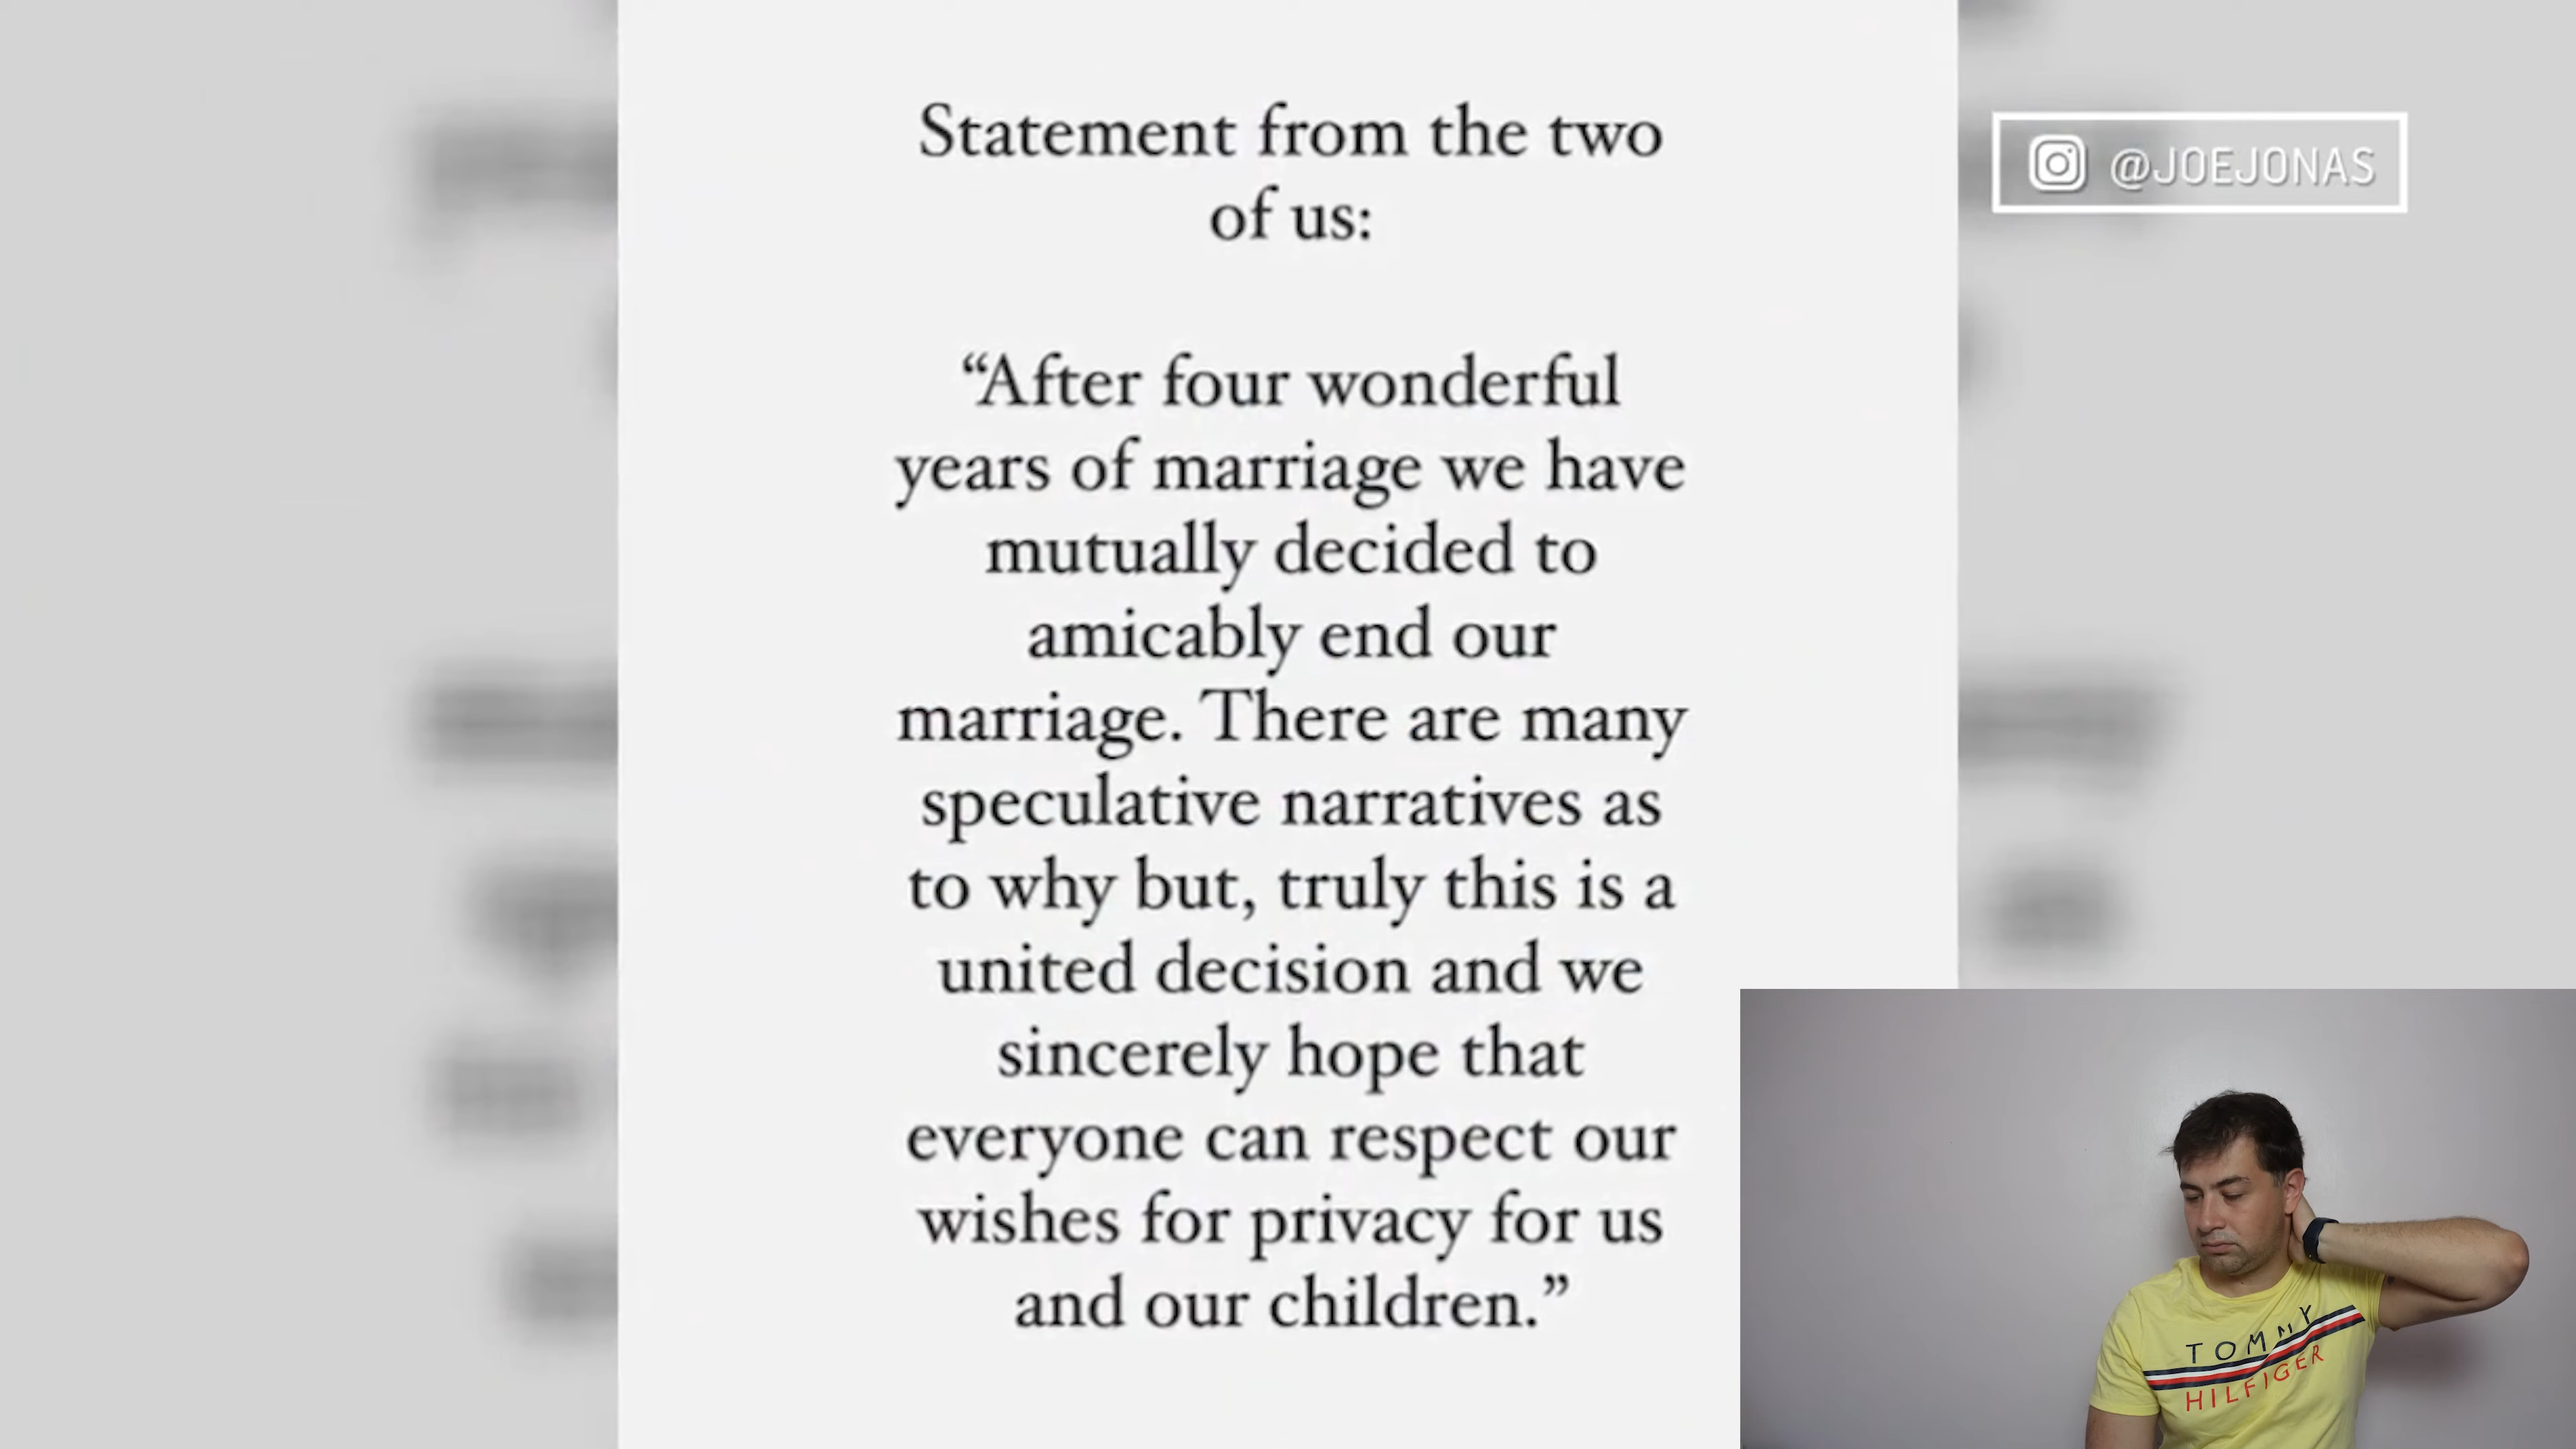 Statement from the two
of us:
“After four wonderful
years of marriage we have
mutually decided to
amicably end our
marriage. There are many
speculative narratives as
to why but, truly this is a
united decision and we
sincerely hope that
everyone can respect our
wishes for privacy for us
and our children.”
@JOEJONAS
TOMMY
HILFIGER